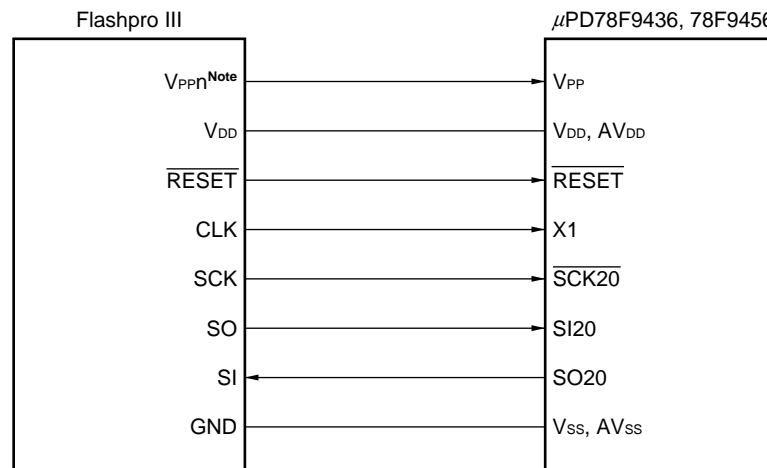 Flashpro III
µPD78F9436, 78F9456
VPPnNote
VPP
VDD
VDD, AVDD
RESET
RESET
CLK
X1
SCK
SCK20
SO
SI20
SI
SO20
GND
VSS, AVSS